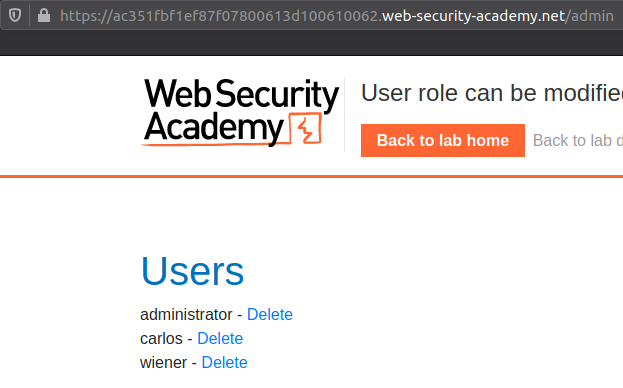 https://ac351fbf1ef87f07800613d100610062.web-security-academy.net/admin
Web Security
Academy
User role can be modifie
Back to lab home
Back to lab d
Users
administrator - Delete
carlos - Delete
wiener - Delete